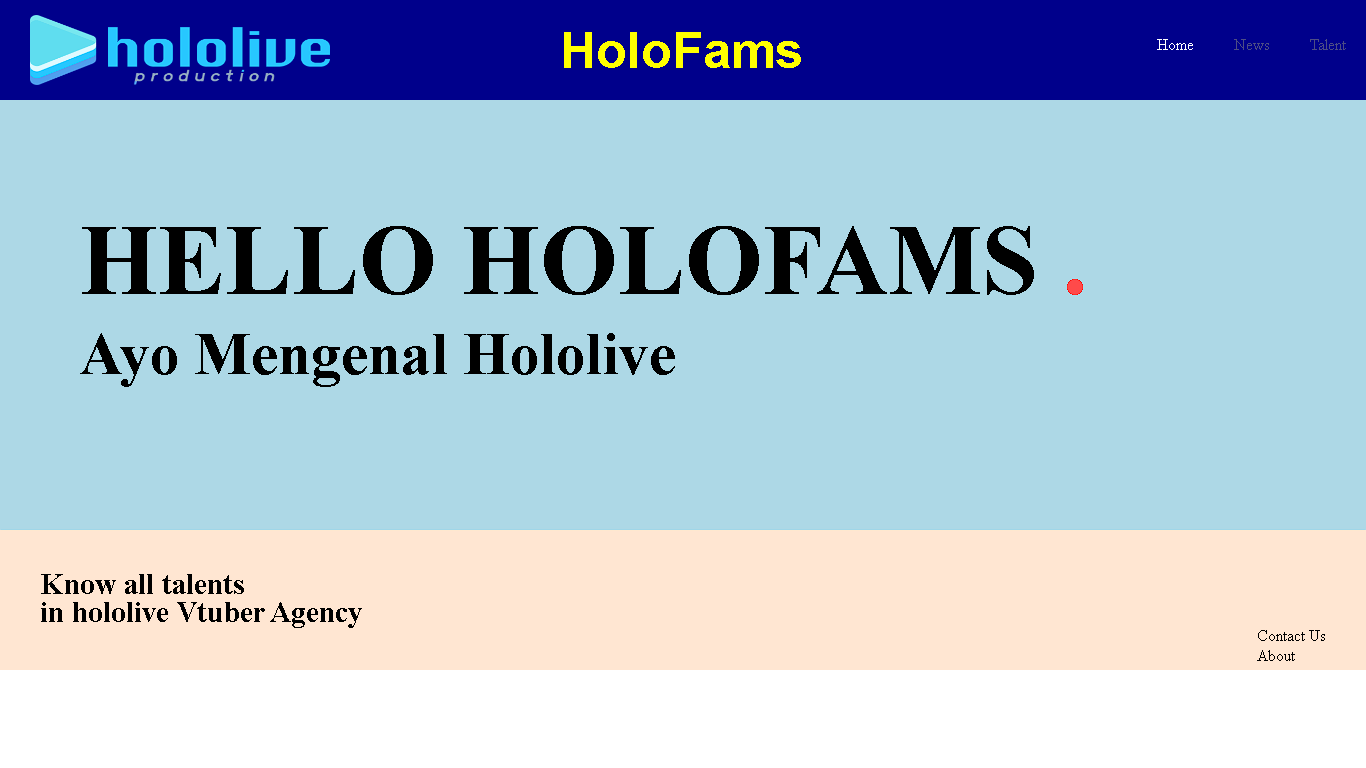 hololive
production
HoloFams
Home News Talent
HELLO HOLOFAMS .
Ayo Mengenal Hololive
Know all talents
in hololive Vtuber Agency
Contact Us
About